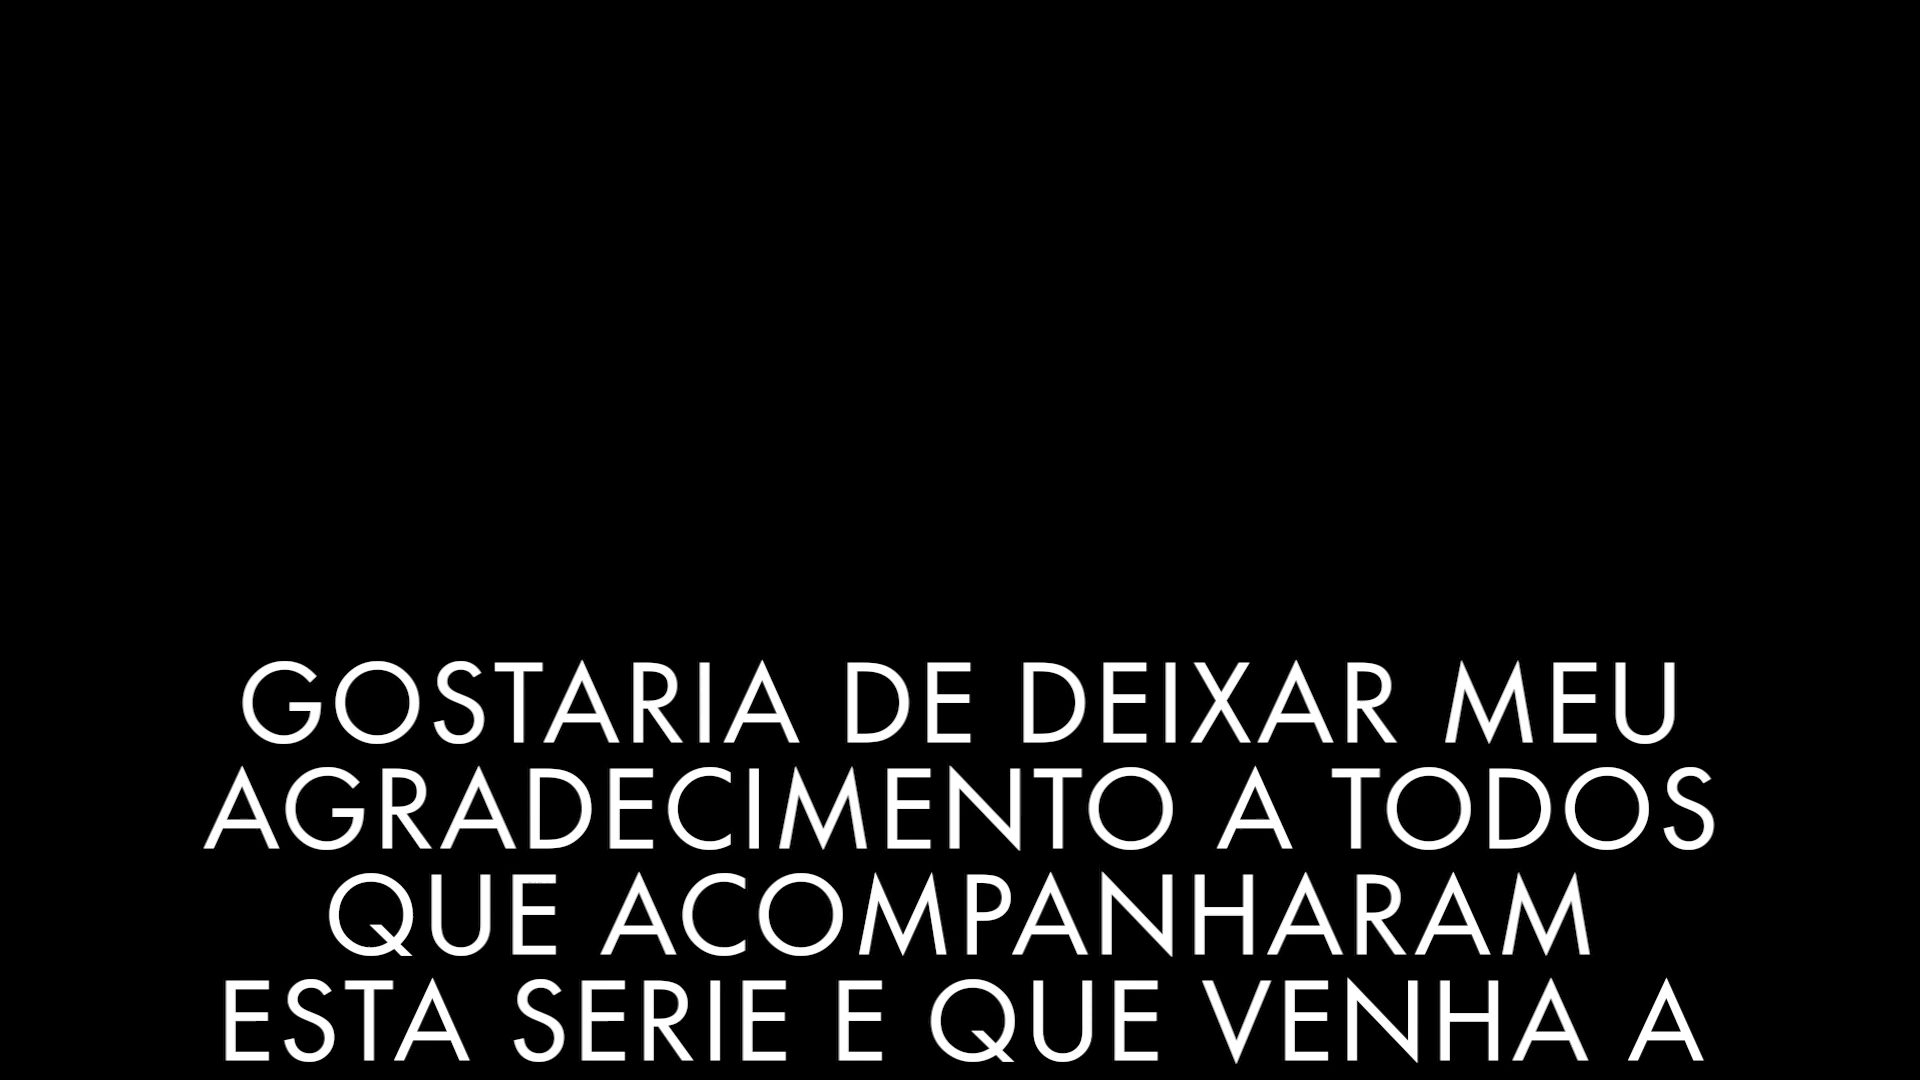 GOSTARIA DE DEIXAR MEU
AGRADECIMENTO A TODOS
QUE ACOMPANHARAM
ESTA SERIE E QUE VENHA A